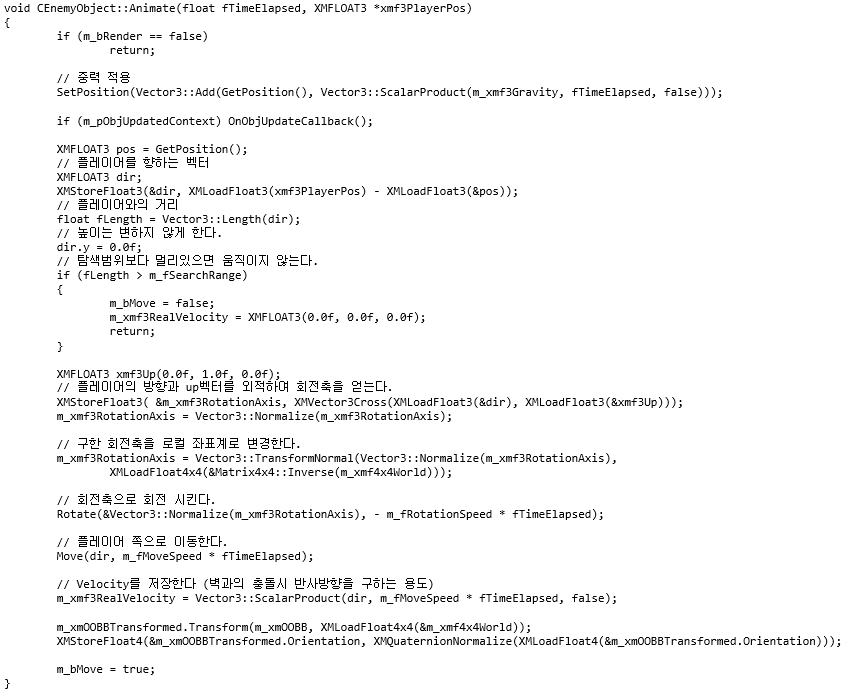 void CEnemyObject::Animate(float fTimeElapsed, XMFLOAT3 *xmf3PlayerPos)
{
if (m_bRender == false)
return;
// 중력 적용
SetPosition(Vector3::Add(GetPosition(), Vector3::ScalarProduct(m_xmf3Gravity, fTimeElapsed, false)));
if (m_pObjUpdatedContext) OnObjUpdateCallback();
XMFLOAT3 pos = GetPosition();
// 플레이어를 향하는 벡터
XMFLOAT3 dir;
XMStoreFloat3(&dir, XMLoadFloat3(xmf3PlayerPos) - XMLoadFloat3(&pos));
// 플레이어와의 거리
float fLength = Vector3::Length(dir);
// 높이는 변하지 않게 한다.
dir.y = 0.0f;
// 탐색범위보다 멀리있으면 움직이지 않는다.
if (fLength > m_fSearchRange)
{
m_bMove = false;
m_xmf3RealVelocity = XMFLOAT3(0.0f, 0.0f, 0.0f);
return;
}
XMFLOAT3 xmf3Up(0.0f, 1.0f, 0.0f);
// 플레이어의 방향과 up벡터를 외적하여 회전축을 얻는다.
XMStoreFloat3( &m_xmf3RotationAxis, XMVector3Cross(XMLoadFloat3(&dir), XMLoadFloat3(&xmf3Up)));
m_xmf3RotationAxis = Vector3::Normalize(m_xmf3RotationAxis);
// 구한 회전축을 로컬 좌표계로 변경한다.
m_xmf3RotationAxis = Vector3::TransformNormal(Vector3::Normalize(m_xmf3RotationAxis),
XMLoadFloat4x4(&Matrix4x4::Inverse(m_xmf4x4World)));
// 회전축으로 회전 시킨다.
Rotate(&Vector3::Normalize(m_xmf3RotationAxis), - m_fRotationSpeed * fTimeElapsed);
// 플레이어 쪽으로 이동한다.
Move(dir, m_fMoveSpeed * fTimeElapsed);
// Velocity를 저장한다 (벽과의 충돌시 반사방향을 구하는 용도)
m_xmf3RealVelocity = Vector3::ScalarProduct(dir, m_fMoveSpeed * fTimeElapsed, false);
m_xmOOBBTransformed.Transform(m_xmOOBB, XMLoadFloat4x4(&m_xmf4x4World));
XMStoreFloat4(&m_xmOOBBTransformed.Orientation, XMQuaternionNormalize(XMLoadFloat4(&m_xmOOBBTransformed.Orientation)));
m_bMove = true;
}